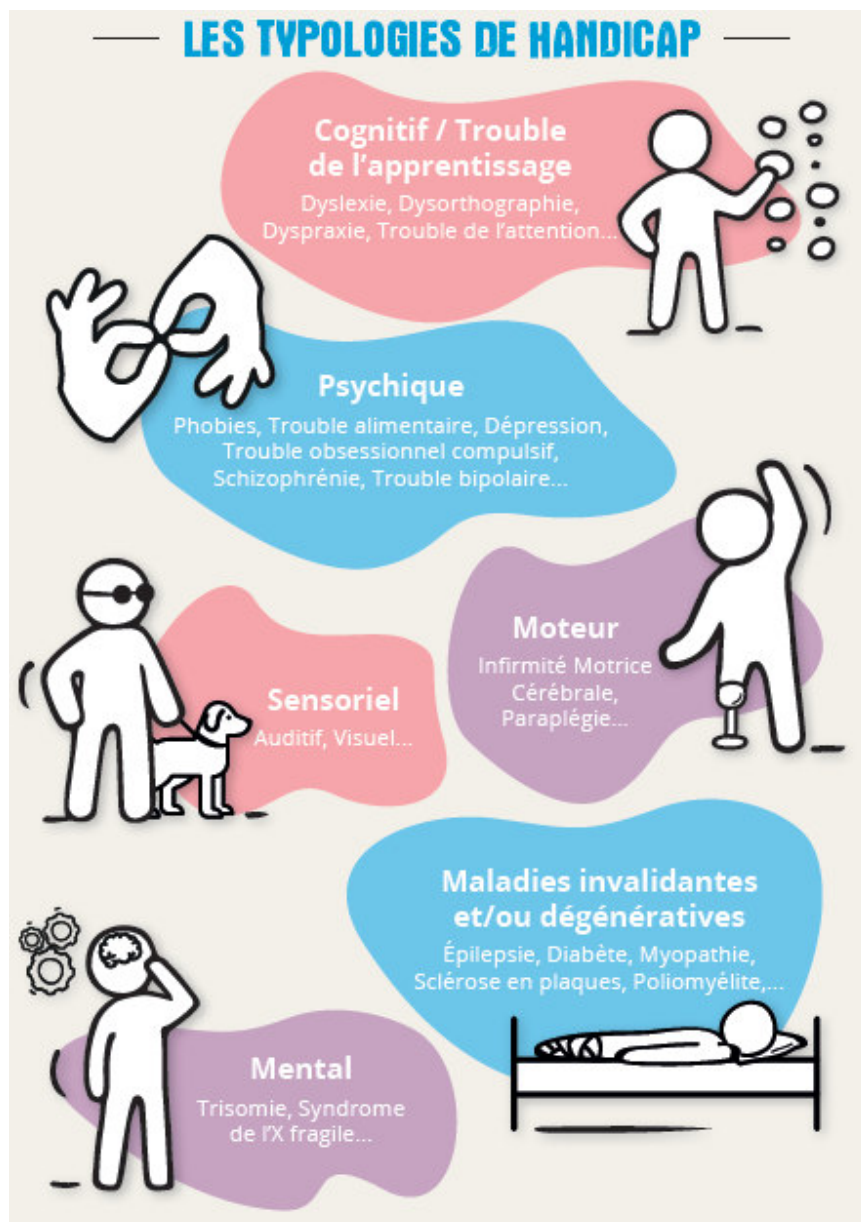 LES TYPOLOGIES DE HANDICAP
Cognitif / Trouble
de l'apprentissage
Dyslexie, Dysorthographie,
Dyspraxie, Trouble de l'attention...
Psychique
Phobies, Trouble alimentaire, Dépression,
Trouble obsessionnel compulsif,
Schizophrénie, Trouble bipolaire...
Moteur
Infirmité Motrice
Cérébrale,
Paraplégie...
Sensoriel
Auditif, Visuel...
Maladies invalidantes
et/ou dégénératives
Épilepsie, Diabète, Myopathie,
Sclérose en plaques, Poliomyélite,...
Mental
Trisomie, Syndrome
de l'X fragile...